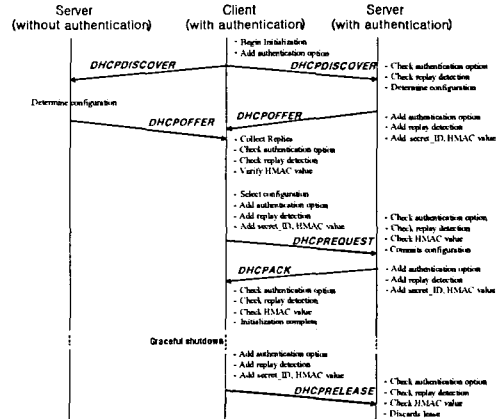 Server
(without authentication)
Client
(with authentication)
Server
(with authentication)
- Begin Initialization
- Add authentication option
DHCPDISCOVER
DHCPDISCOVER
- Check authentication option
- Check replay detection
- Determine configuration
Determine configuration
DHCPOFFER
DHCPOFFER
- Add authentication option
- Add replay detection
- Add secret_ID, HMAC value
- Collect Replies
- Check authentication option
- Check replay detection
- Verify HMAC value
- Select configuration
- Add authentication option
- Add replay detection
- Add secret_ID, HMAC value
DHCPREQUEST
- Check authentication option
- Check replay detection
- Check HMAC value
- Commits configuration
DHCPACK
- Add authentication option
- Add replay detection
- Add secret_ID, HMAC value
- Check authentication option
- Check replay detection
- Check HMAC value
- Initialization complete
Graceful shutdown
- Add authentication option
- Add replay detection
- Add secret_ID, HMAC value
DHCPRELEASE
- Check authentication option
- Check replay detection
- Check HMAC value
- Discards lease